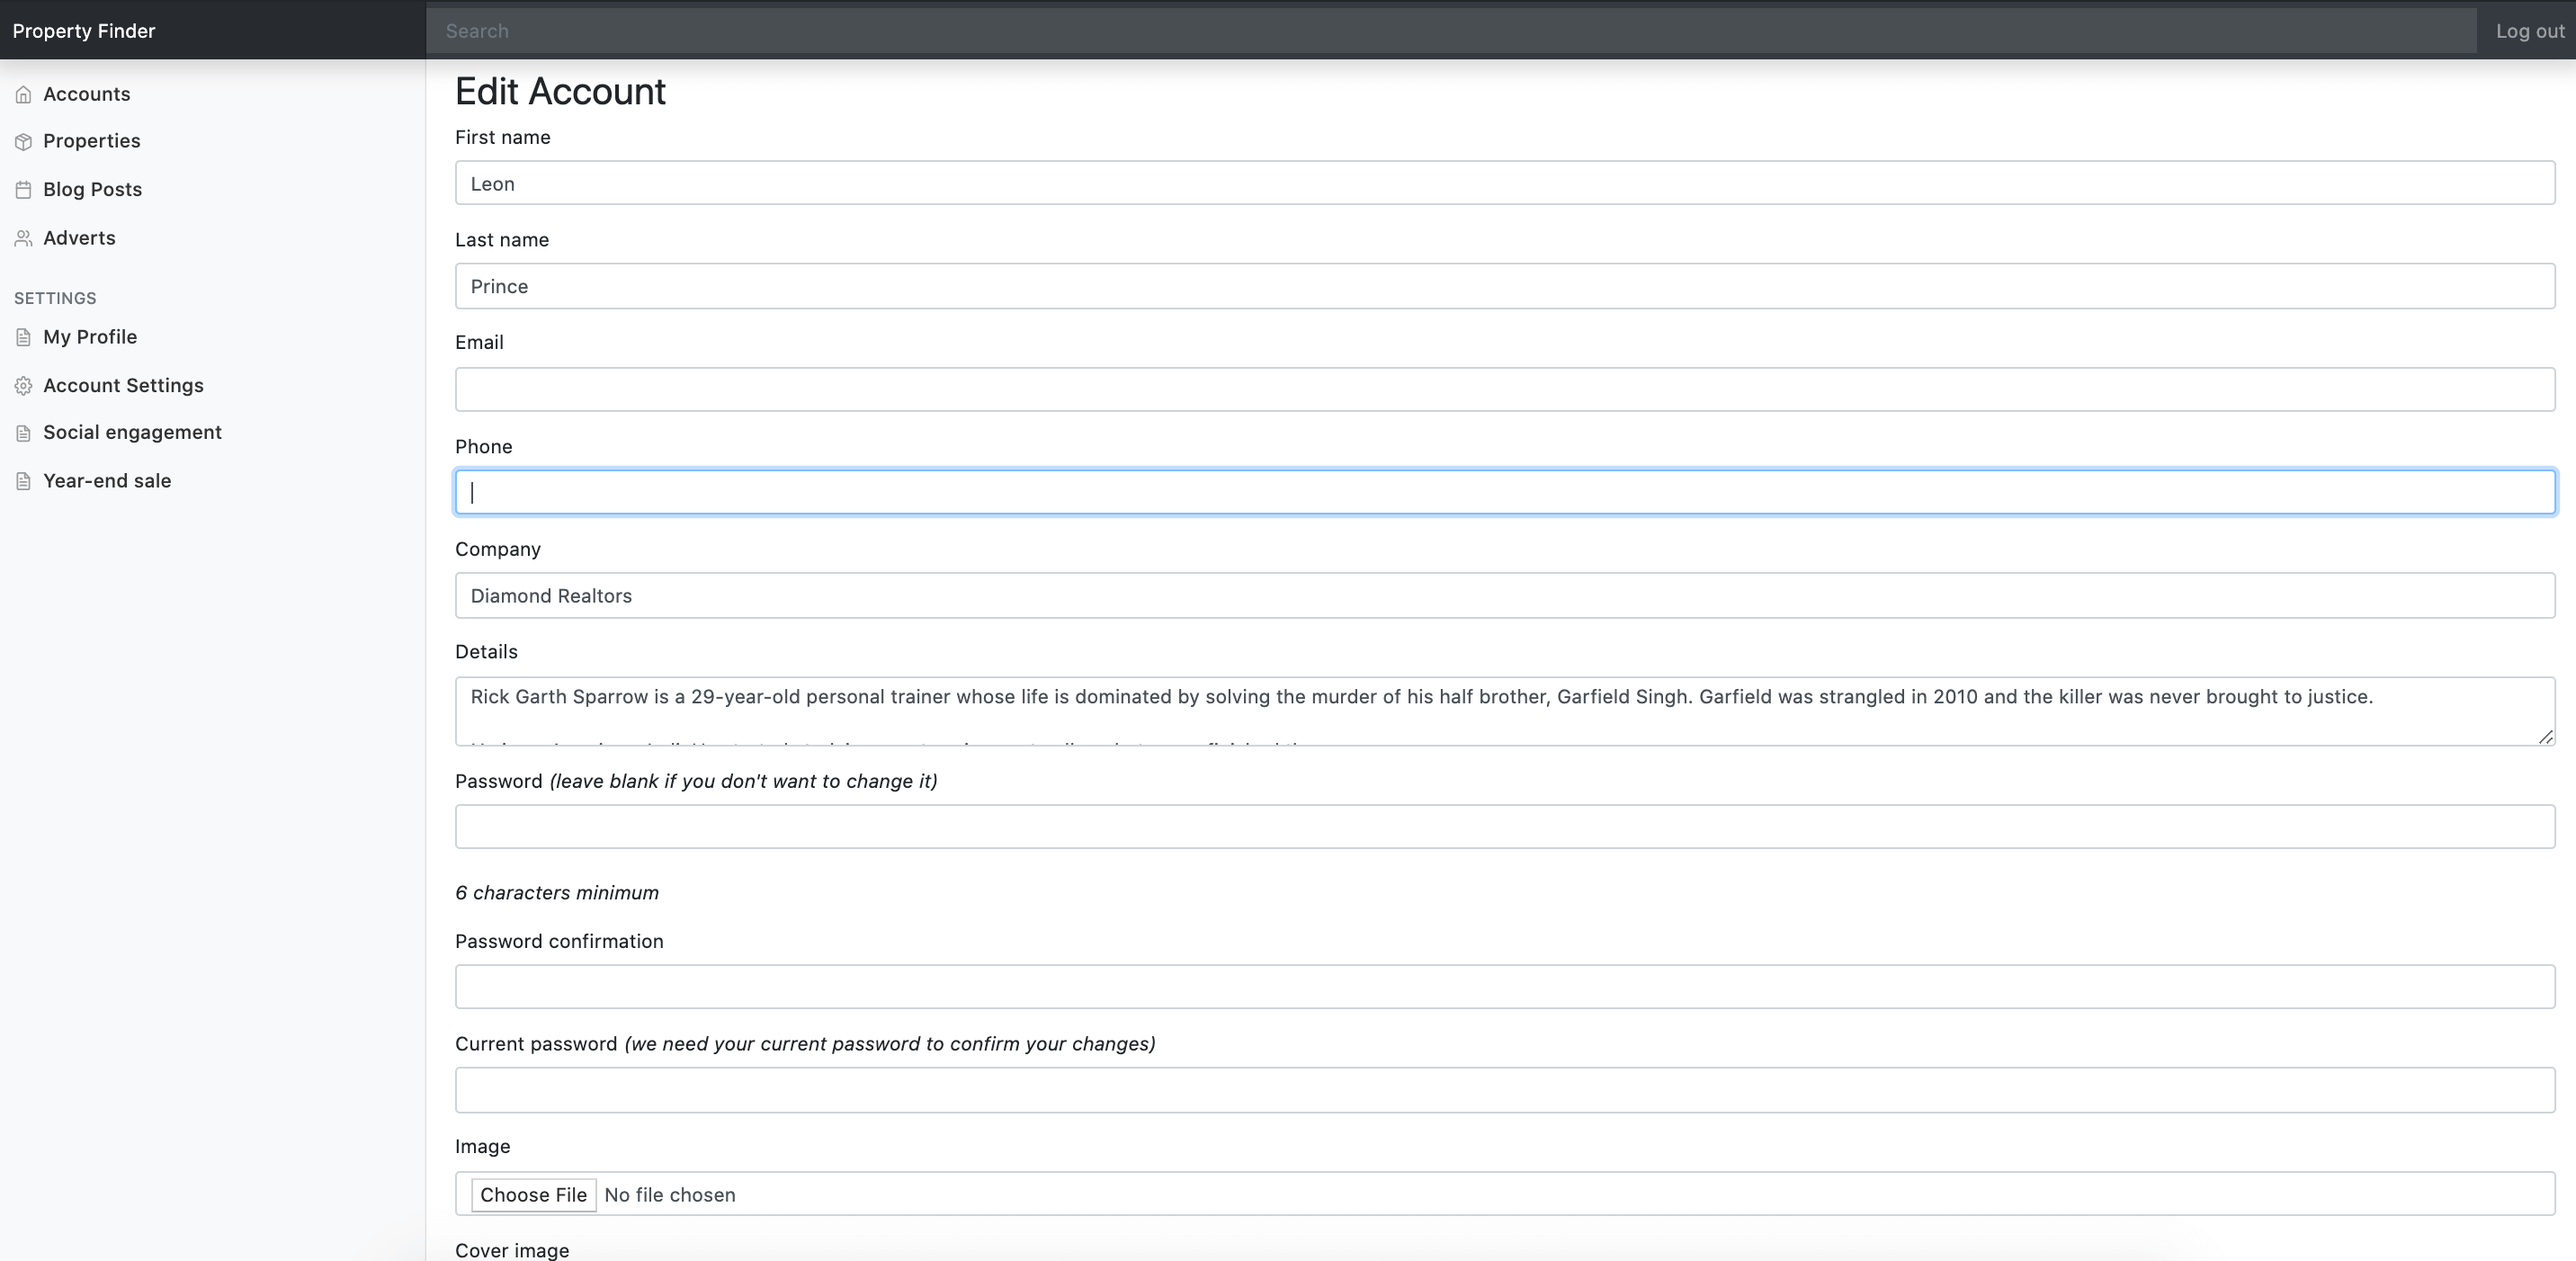 Property Finder
Search
Log out
Accounts
Properties
Blog Posts
Adverts
SETTINGS
My Profile
Account Settings
Social engagement
Year-end sale
Edit Account
First name
Leon
Last name
Prince
Email
Phone
Company
Diamond Realtors
Details
Rick Garth Sparrow is a 29-year-old personal trainer whose life is dominated by solving the murder of his half brother, Garfield Singh. Garfield was strangled in 2010 and the killer was never brought to justice.
Password (leave blank if you don't want to change it)
6 characters minimum
Password confirmation
Current password (we need your current password to confirm your changes)
Image
Choose File No file chosen
Cover image